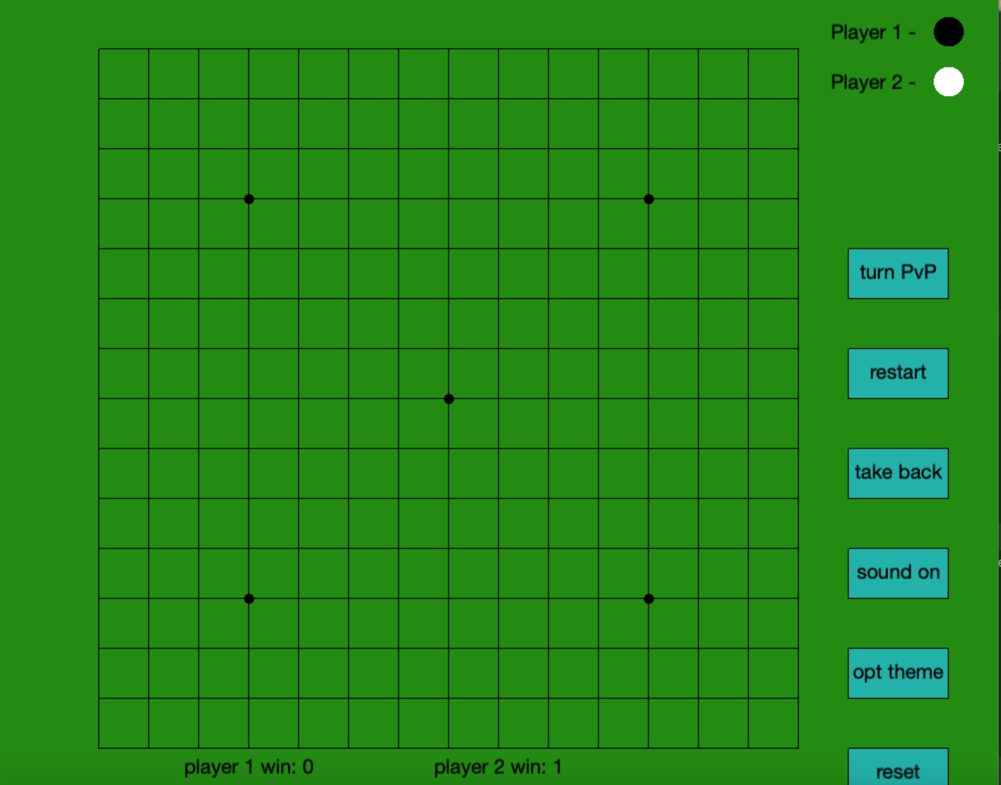 Player 1 -
Player 2 -
turn PvP
restart
take back
sound on
opt theme
reset
player 1 win: 0
player 2 win: 1